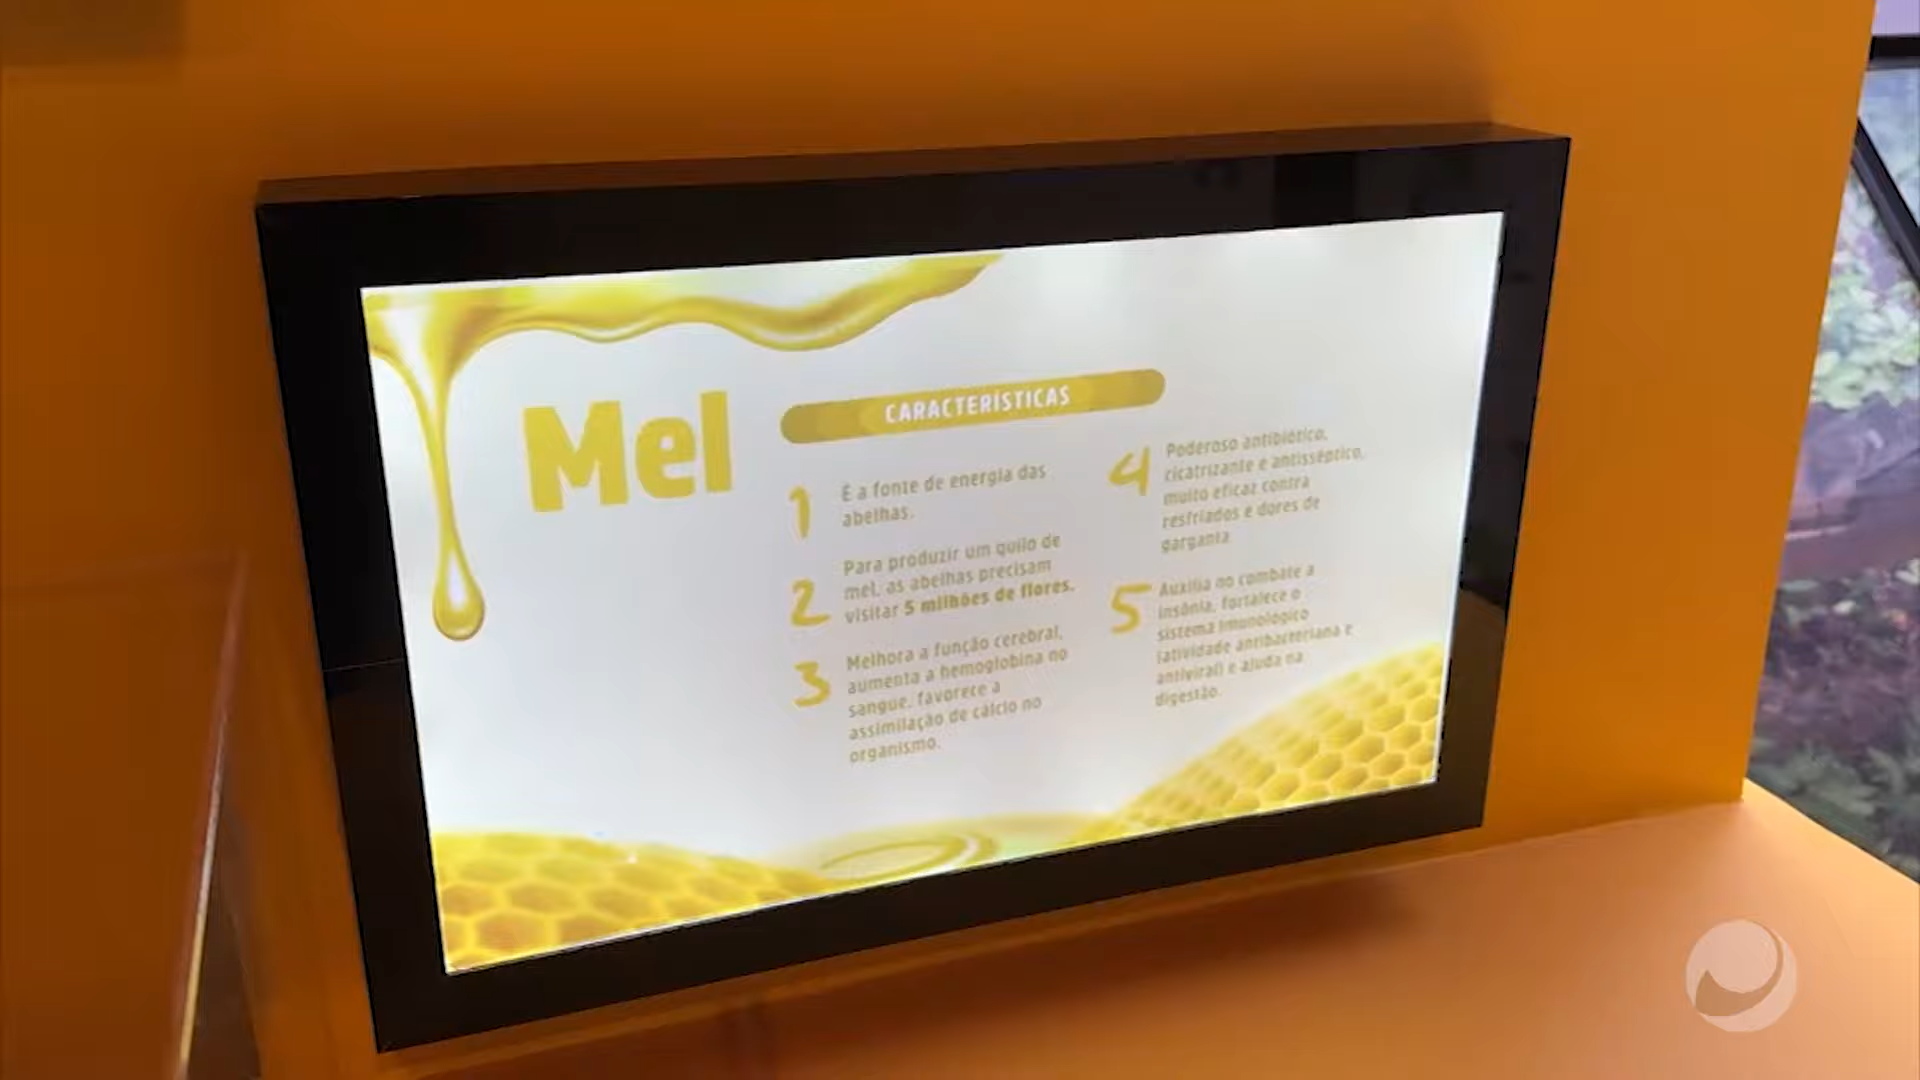 Mel
CARACTERÍSTICAS
1
É a fonte de energia das
abelhas.
2
Para produzir um quilo de
mel, as abelhas precisam
visitar 5 milhões de flores.
3
Melhora a função cerebral,
aumenta a hemoglobina no
sangue, favorece a
assimilação de cálcio no
organismo.
4
Poderoso antibiótico,
cicatrizante e antisséptico,
muito eficaz contra
resfriados e dores de
garganta
5
Auxilia no combate a
insônia, fortalece o
sistema imunológico
(atividade antibacteriana e
antiviral) e ajuda na
digestão.